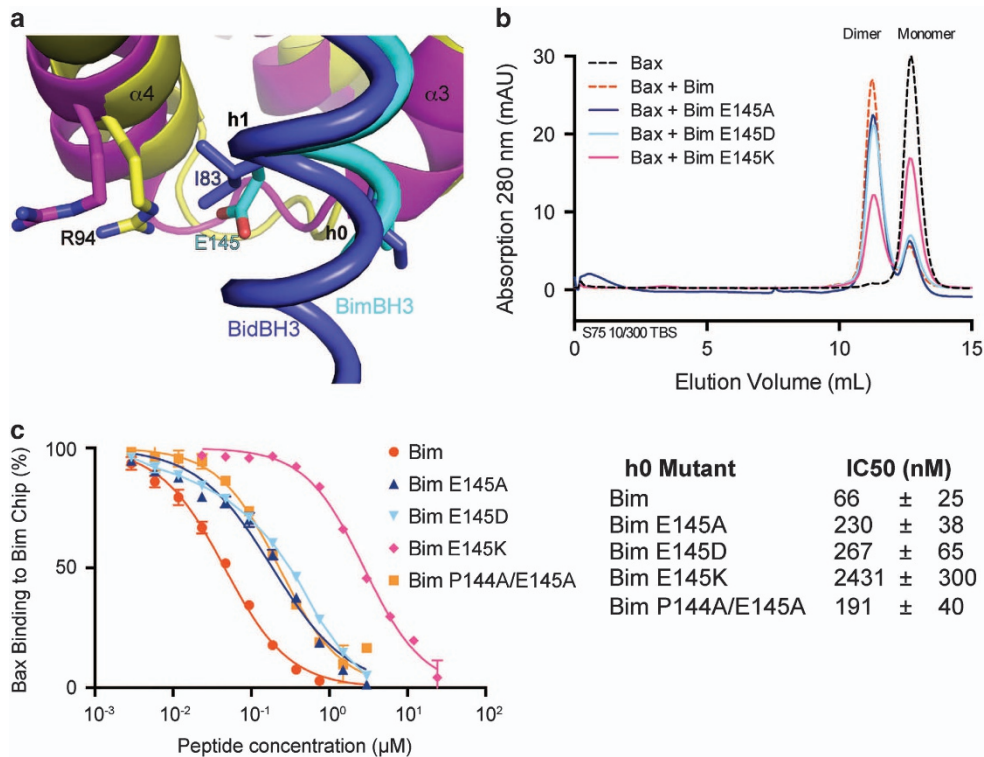 a
α4
α3
h1
I83
R94
E145
h0
BimBH3
BidBH3
b
Dimer Monomer
30
20
10
0
Absorption 280 nm (mAU)
Bax
Bax + Bim
Bax + Bim E145A
Bax + Bim E145D
Bax + Bim E145K
S75 10/300 TBS
0 5 10 15
Elution Volume (mL)
c
100
50
0
Bax Binding to Bim Chip (%)
Bim
Bim E145A
Bim E145D
Bim E145K
Bim P144A/E145A
10-3 10-2 10-1 100 101 102
Peptide concentration (μM)
h0 Mutant IC50 (nM)
Bim 66 ± 25
Bim E145A 230 ± 38
Bim E145D 267 ± 65
Bim E145K 2431 ± 300
Bim P144A/E145A 191 ± 40